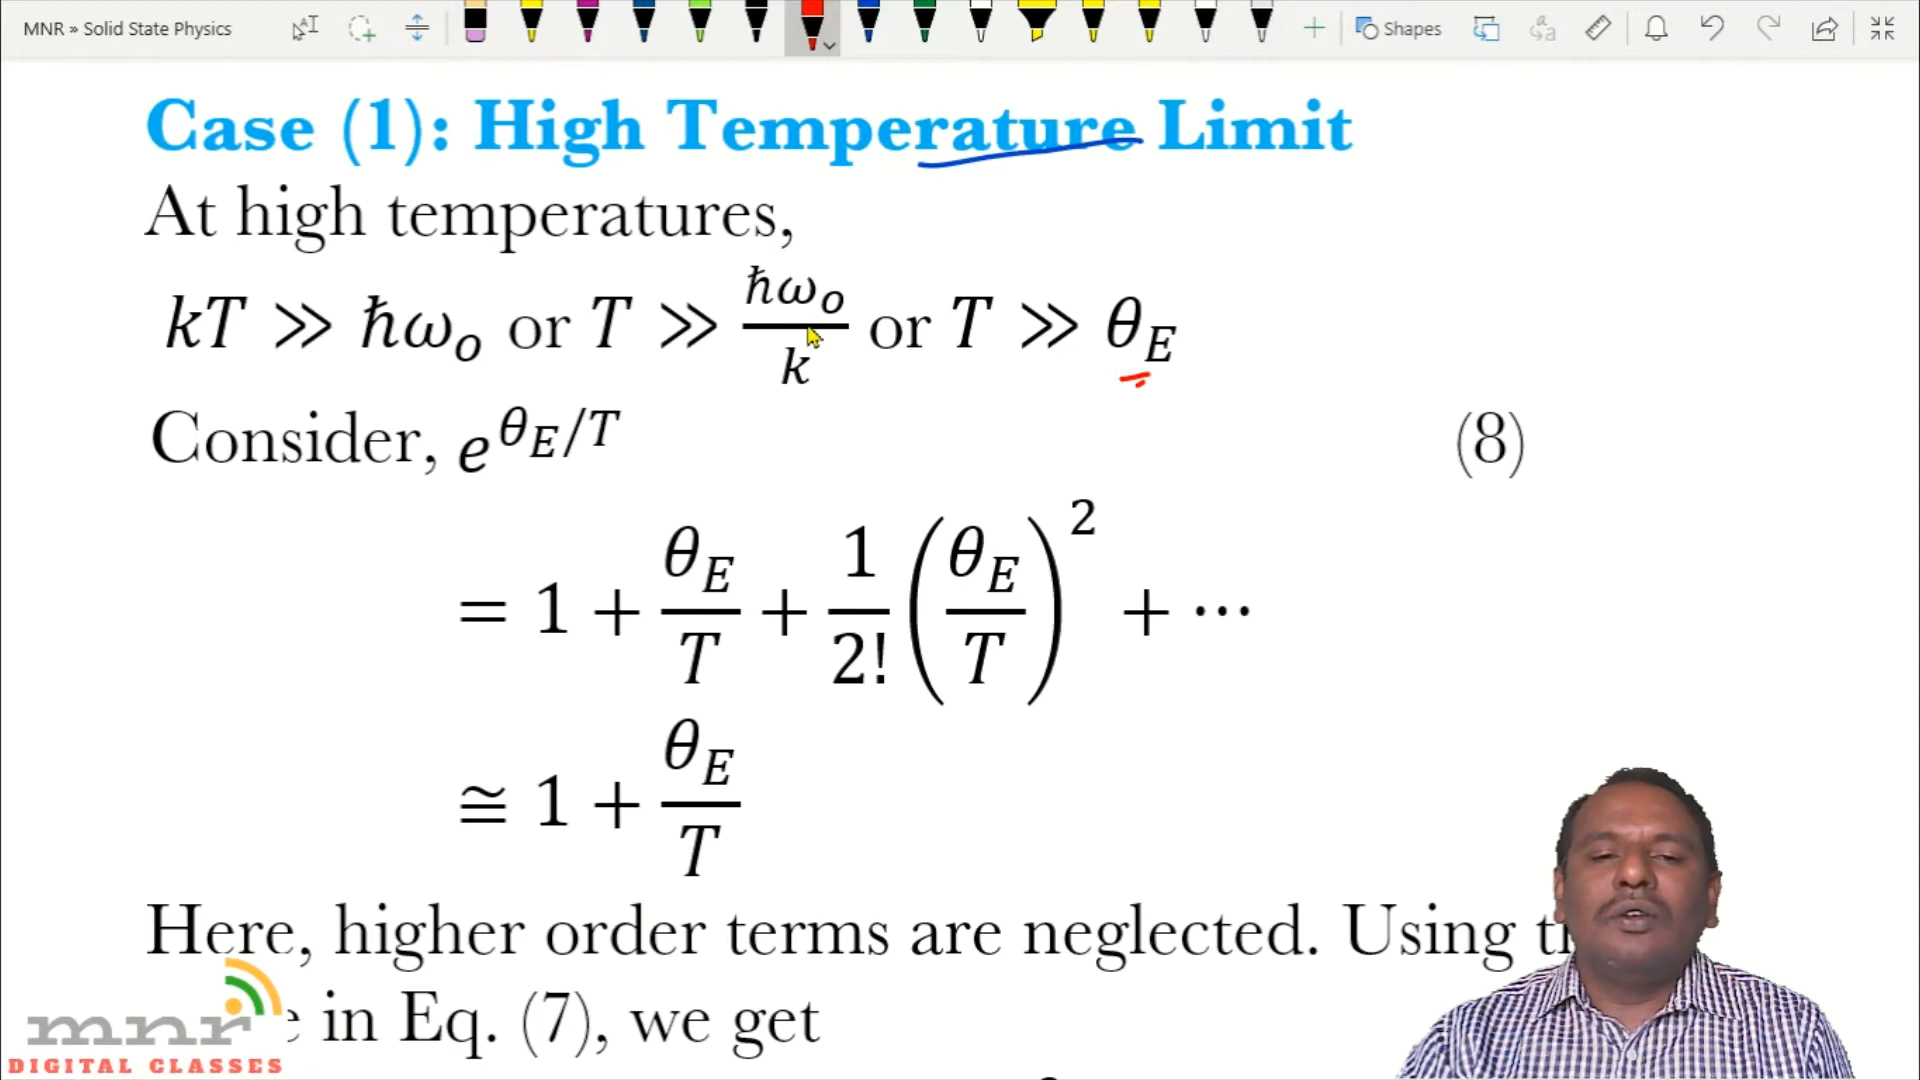 MNR » Solid State Physics
Shapes
Case (1): High Temperature Limit
At high temperatures,
kT ≫ ħω₀ or T ≫ ħω₀/k or T ≫ θ_E
Consider, e^{θ_E/T} (8)
= 1 + θ_E/T + 1/2! (θ_E/T)² + ⋯
≅ 1 + θ_E/T
Here, higher order terms are neglected. Using
in Eq. (7), we get
mnr
DIGITAL CLASSES